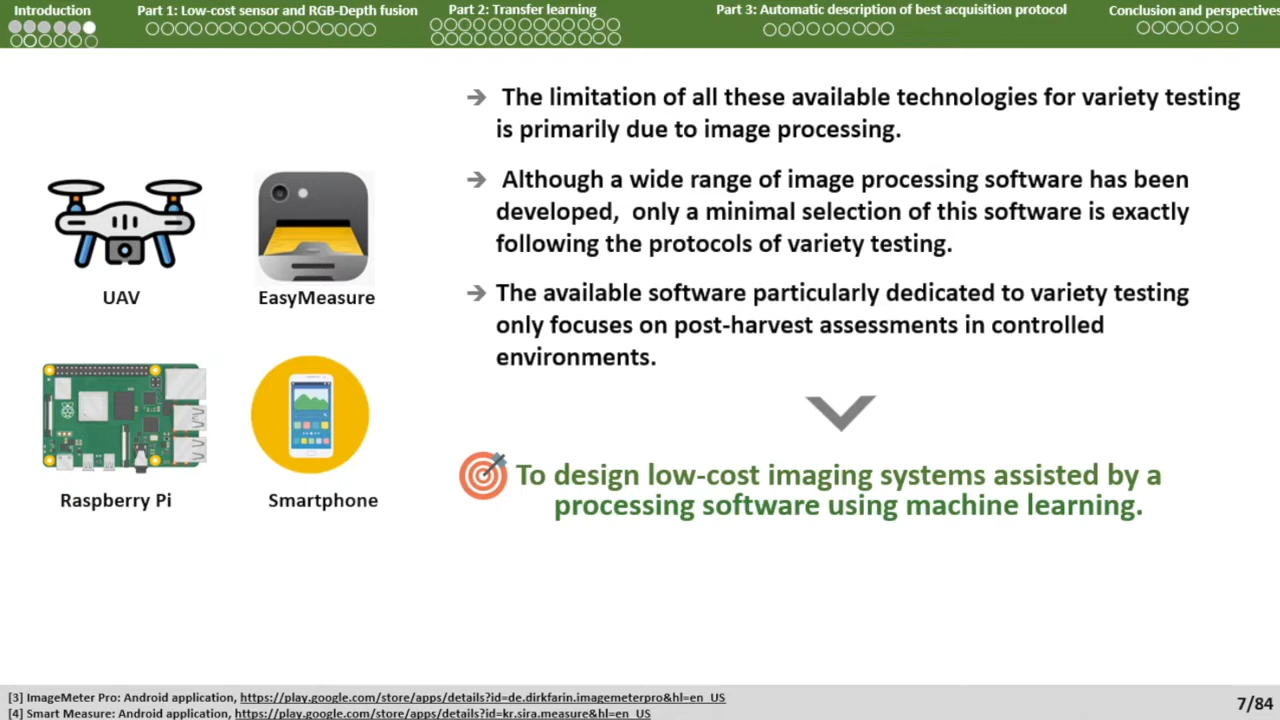 Introduction
Part 1: Low-cost sensor and RGB-Depth fusion
Part 2: Transfer learning
Part 3: Automatic description of best acquisition protocol
Conclusion and perspectives
The limitation of all these available technologies for variety testing
is primarily due to image processing.
Although a wide range of image processing software has been
developed, only a minimal selection of this software is exactly
following the protocols of variety testing.
UAV
EasyMeasure
The available software particularly dedicated to variety testing
only focuses on post-harvest assessments in controlled
environments.
Raspberry Pi
Smartphone
To design low-cost imaging systems assisted by a
processing software using machine learning.
[3] ImageMeter Pro: Android application, https://play.google.com/store/apps/details?id=de.dirkfarin.imagemeterpro&hl=en_US
[4] Smart Measure: Android application, https://play.google.com/store/apps/details?id=kr.sira.measure&hl=en_US
7/84